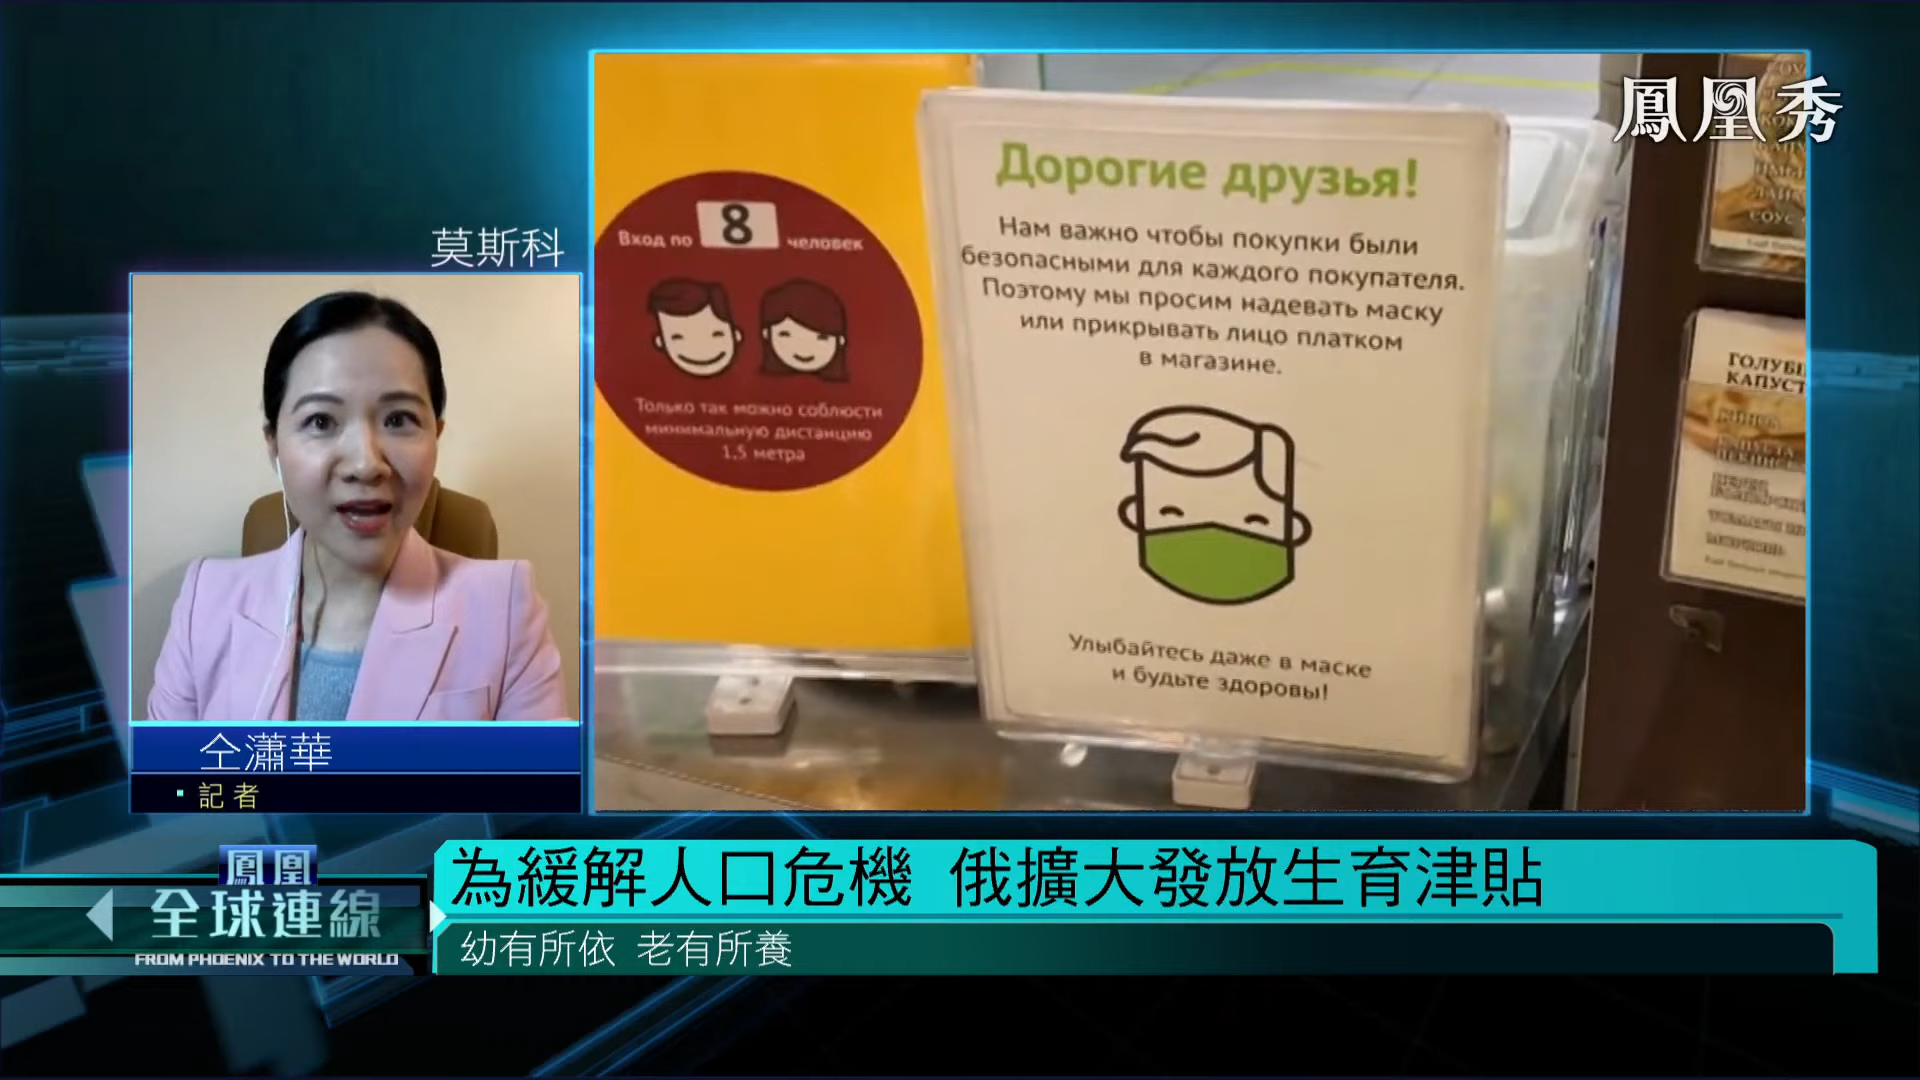 鳳凰秀
莫斯科
Вход по 8 человек
Только так можно соблюсти
минимальную дистанцию
1,5 метра
Дорогие друзья!
Нам важно чтобы покупки были
безопасными для каждого покупателя.
Поэтому мы просим надевать маску
или прикрывать лицо платком
в магазине.
Улыбайтесь даже в маске
и будьте здоровы!
СОУС
ГОЛУБЦ
КАПУСТ
仝瀟華
記者
鳳凰
全球連線
FROM PHOENIX TO THE WORLD
為緩解人口危機 俄擴大發放生育津貼
幼有所依 老有所養